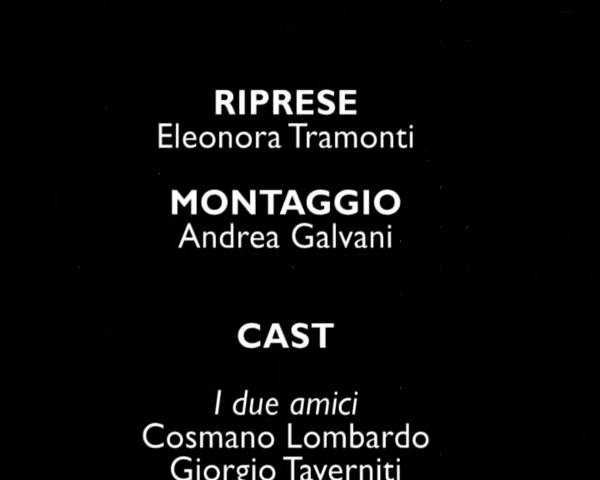 RIPRESE
Eleonora Tramonti
MONTAGGIO
Andrea Galvani
CAST
I due amici
Cosmano Lombardo
Giorgio Taverniti